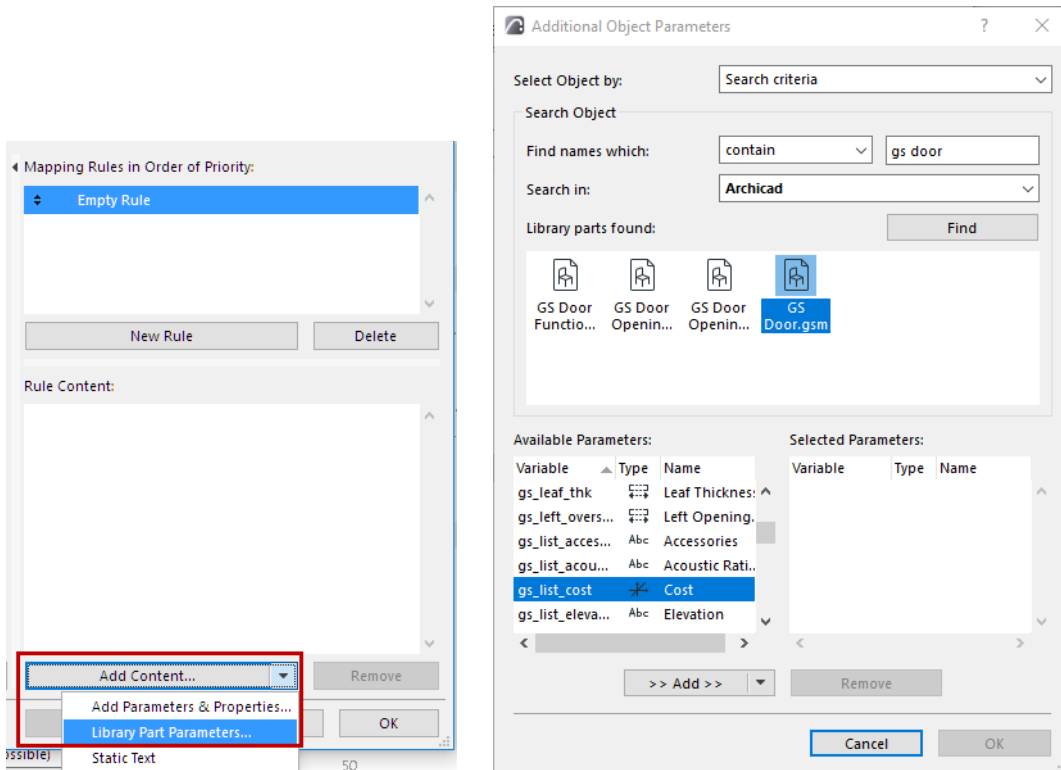 Mapping Rules in Order of Priority:
Empty Rule
New Rule
Delete
Rule Content:
Add Content...
Remove
Add Parameters & Properties...
OK
Library Part Parameters...
ossible)
Static Text
50
Additional Object Parameters
?
Select Object by:
Search criteria
Search Object
Find names which:
contain
gs door
Search in:
Archicad
Library parts found:
Find
GS Door
Functio...
GS Door
Openin...
GS Door
Openin...
GS
Door.gsm
Available Parameters:
Variable Type Name
gs_leaf_thk Leaf Thicknes:
gs_left_overs... Left Opening.
gs_list_acces... Abc Accessories
gs_list_acou... Abc Acoustic Rati..
gs_list_cost Cost
gs_list_eleva... Abc Elevation
Selected Parameters:
Variable Type Name
>> Add >>
Remove
Cancel
OK